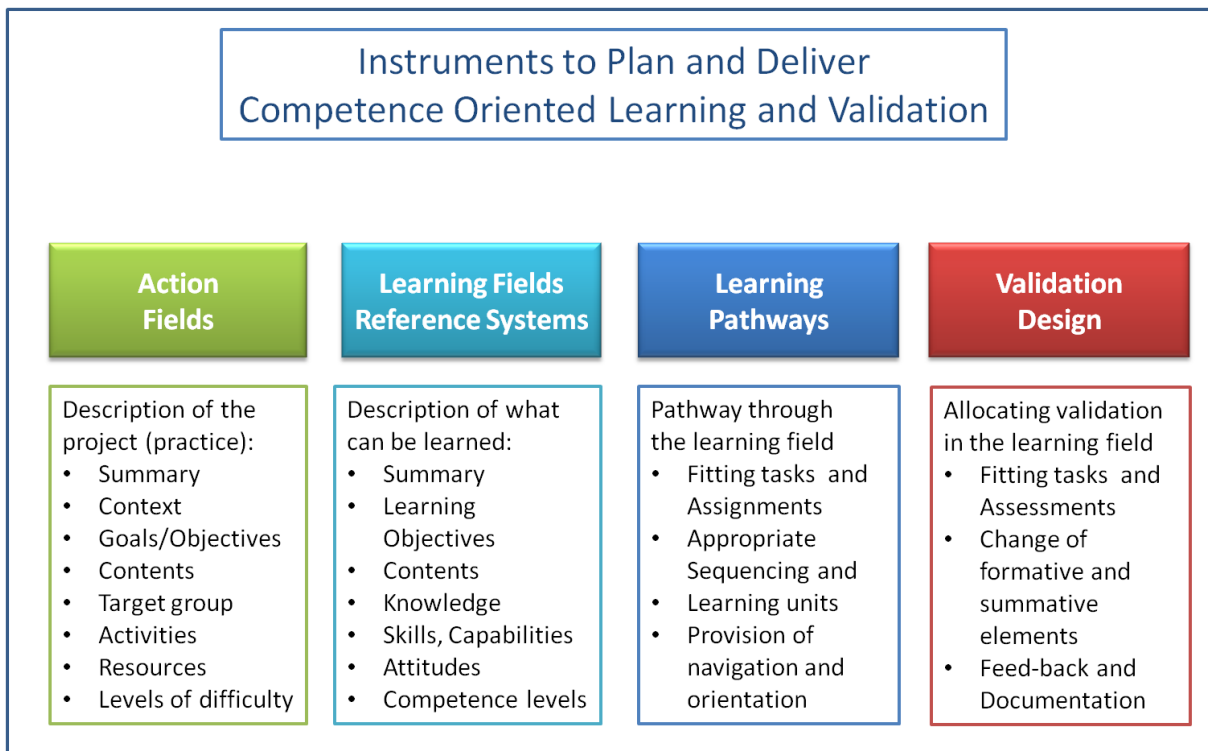 Instruments to Plan and Deliver
Competence Oriented Learning and Validation
Action
Fields
Description of the
project (practice):
• Summary
• Context
• Goals/Objectives
• Contents
• Target group
• Activities
• Resources
• Levels of difficulty
Learning Fields
Reference Systems
Description of what
can be learned:
• Summary
• Learning
Objectives
• Contents
• Knowledge
• Skills, Capabilities
• Attitudes
• Competence levels
Learning
Pathways
Pathway through
the learning field
• Fitting tasks and
Assignments
• Appropriate
Sequencing and
• Learning units
• Provision of
navigation and
orientation
Validation
Design
Allocating validation
in the learning field
• Fitting tasks and
Assessments
• Change of
formative and
summative
elements
• Feed-back and
Documentation